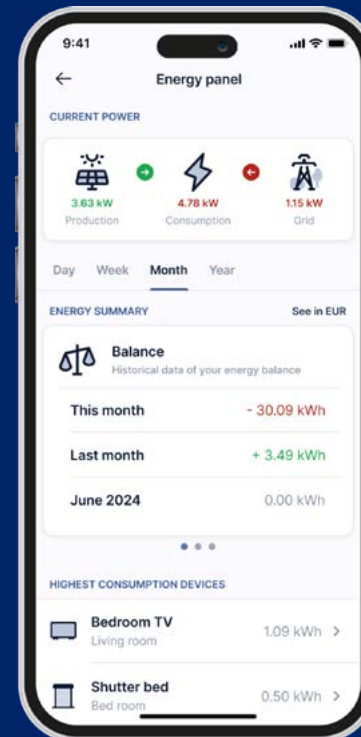 9:41
Energy panel
CURRENT POWER
3.63 kW 4.78 kW 1.15 kW
Production Consumption Grid
Day Week Month Year
ENERGY SUMMARY See in EUR
Balance
Historical data of your energy balance
This month - 30.09 kWh
Last month + 3.49 kWh
June 2024 0.00 kWh
HIGHEST CONSUMPTION DEVICES
Bedroom TV 1.09 kWh
Living room
Shutter bed 0.50 kWh
Bed room